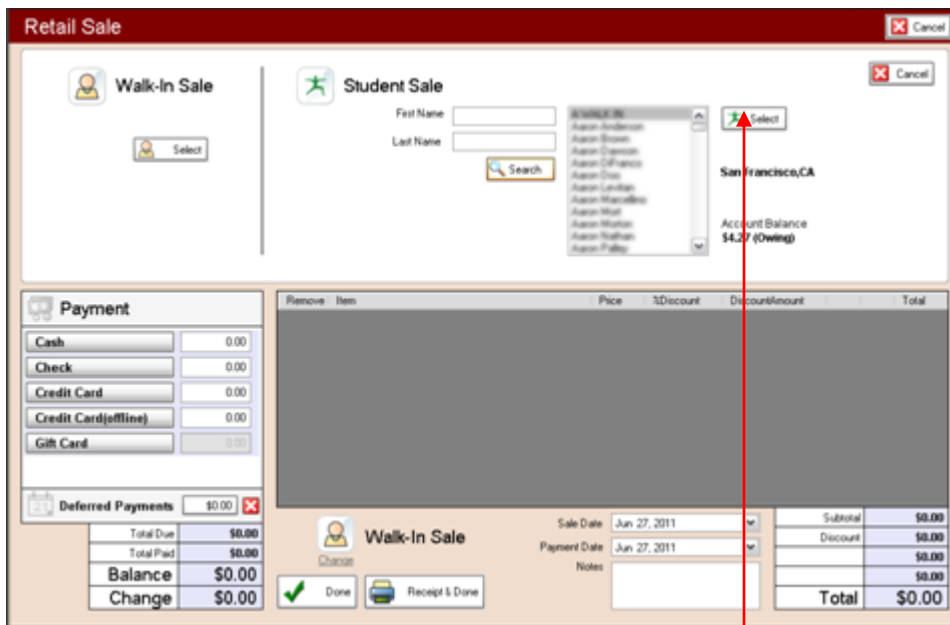 Retail Sale
Cancel
Cancel
Walk-In Sale
Select
Student Sale
First Name
Last Name
Search
A WALK-IN
Aaron Anderson
Aaron Brown
Aaron Dawson
Aaron DiFranco
Aaron Doo
Aaron Levitan
Aaron Marcellino
Aaron Mort
Aaron Morton
Aaron Nathan
Aaron Palley
Select
San Francisco,CA
Account Balance
$4.27 (Owing)
Payment
Cash 0.00
Check 0.00
Credit Card 0.00
Credit Card(offline) 0.00
Gift Card 0.00
Deferred Payments $0.00
Total Due $0.00
Total Paid $0.00
Balance $0.00
Change $0.00
Remove Item Price %Discount DiscountAmount Total
Walk-In Sale
Change
Done
Receipt & Done
Sale Date Jun 27, 2011
Payment Date Jun 27, 2011
Notes
Subtotal $0.00
Discount $0.00
$0.00
$0.00
Total $0.00